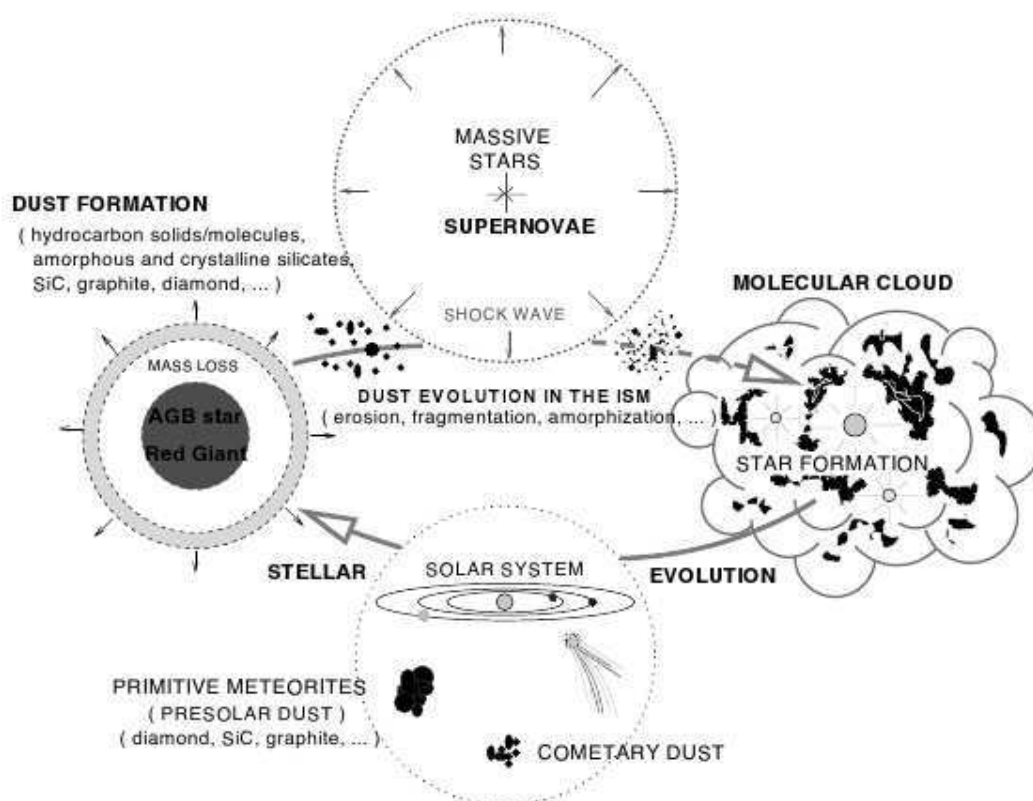 MASSIVE
STARS
SUPERNOVAE
SHOCK WAVE
DUST FORMATION
( hydrocarbon solids/molecules,
amorphous and crystalline silicates,
SiC, graphite, diamond, ... )
MASS LOSS
AGB star
Red Giant
MOLECULAR CLOUD
DUST EVOLUTION IN THE ISM
( erosion, fragmentation, amorphization, ... )
STAR FORMATION
STELLAR
EVOLUTION
SOLAR SYSTEM
PRIMITIVE METEORITES
( PRESOLAR DUST )
( diamond, SiC, graphite, ... )
COMETARY DUST